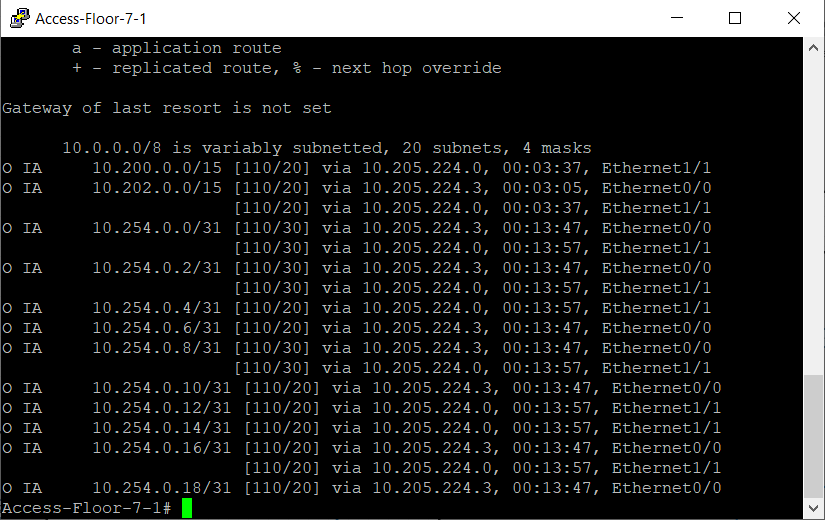 Access-Floor-7-1
a - application route
+ - replicated route, % - next hop override
Gateway of last resort is not set
10.0.0.0/8 is variably subnetted, 20 subnets, 4 masks
O IA     10.200.0.0/15 [110/20] via 10.205.224.0, 00:03:37, Ethernet1/1
O IA     10.202.0.0/15 [110/20] via 10.205.224.3, 00:03:05, Ethernet0/0
[110/20] via 10.205.224.0, 00:03:37, Ethernet1/1
O IA     10.254.0.0/31 [110/30] via 10.205.224.3, 00:13:47, Ethernet0/0
[110/30] via 10.205.224.0, 00:13:57, Ethernet1/1
O IA     10.254.0.2/31 [110/30] via 10.205.224.3, 00:13:47, Ethernet0/0
[110/30] via 10.205.224.0, 00:13:57, Ethernet1/1
O IA     10.254.0.4/31 [110/20] via 10.205.224.0, 00:13:57, Ethernet1/1
O IA     10.254.0.6/31 [110/20] via 10.205.224.3, 00:13:47, Ethernet0/0
O IA     10.254.0.8/31 [110/30] via 10.205.224.3, 00:13:47, Ethernet0/0
[110/30] via 10.205.224.0, 00:13:57, Ethernet1/1
O IA     10.254.0.10/31 [110/20] via 10.205.224.3, 00:13:47, Ethernet0/0
O IA     10.254.0.12/31 [110/20] via 10.205.224.0, 00:13:57, Ethernet1/1
O IA     10.254.0.14/31 [110/20] via 10.205.224.0, 00:13:57, Ethernet1/1
O IA     10.254.0.16/31 [110/20] via 10.205.224.3, 00:13:47, Ethernet0/0
[110/20] via 10.205.224.0, 00:13:57, Ethernet1/1
O IA     10.254.0.18/31 [110/20] via 10.205.224.3, 00:13:47, Ethernet0/0
Access-Floor-7-1#